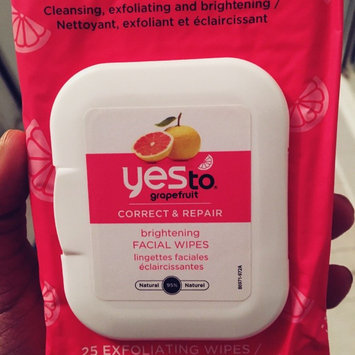 Cleansing, exfoliating and brightening /
Nettoyant, exfoliant et éclaircissant
yes to®
grapefruit
CORRECT & REPAIR
brightening
FACIAL WIPES
lingettes faciales
éclaircissantes
Natural 95% Naturel
25 EXFOLIATING WIPES /